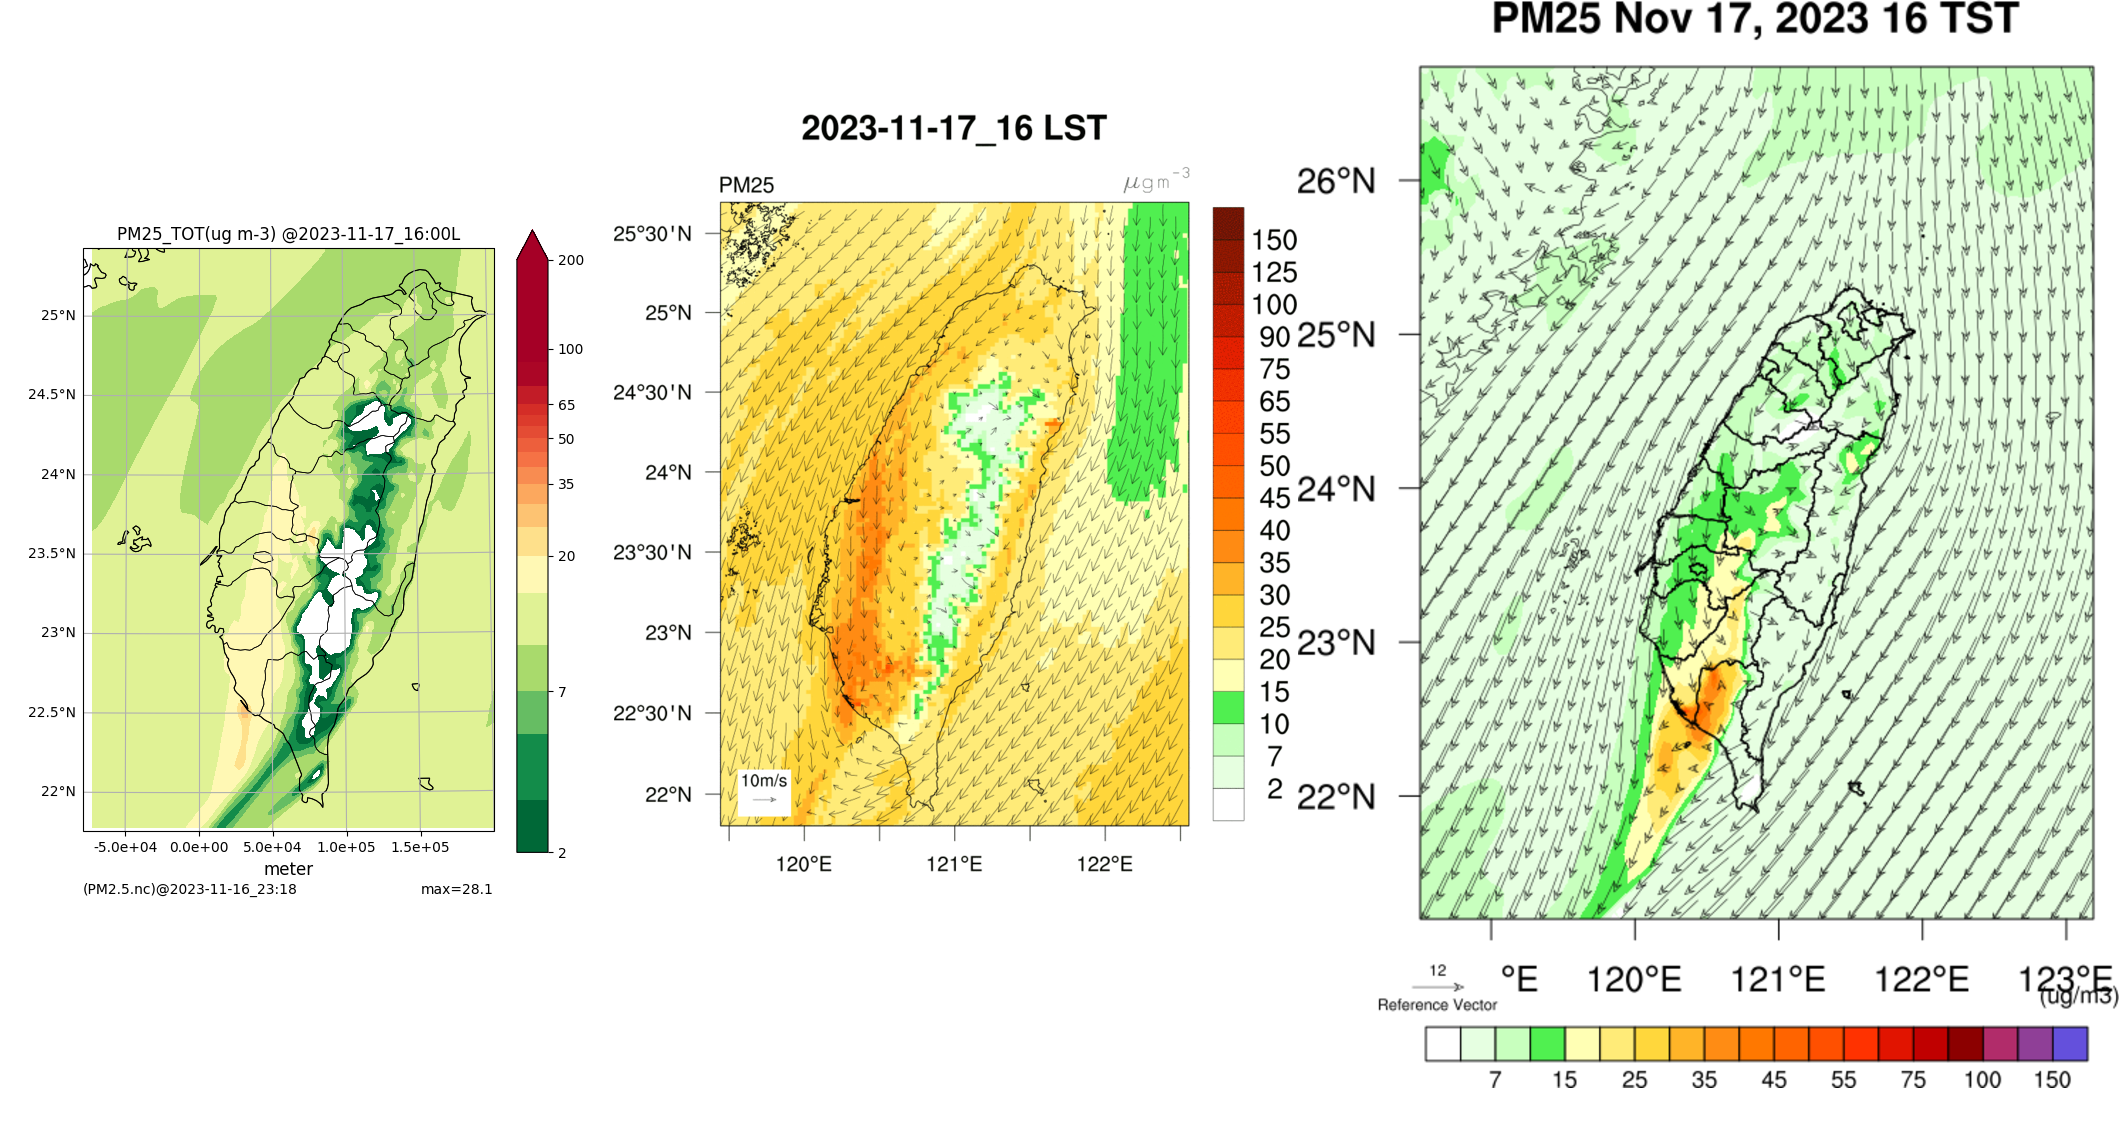 PM25_TOT(ug m-3) @2023-11-17_16:00L
25°N
24.5°N
24°N
23.5°N
23°N
22.5°N
22°N
-5.0e+04 0.0e+00 5.0e+04 1.0e+05 1.5e+05
meter
(PM2.5.nc)@2023-11-16_23:18 max=28.1
200
100
65
50
35
20
7
2
2023-11-17_16 LST
PM25 μgm⁻³
25°30'N
25°N
24°30'N
24°N
23°30'N
23°N
22°30'N
22°N
10m/s
120°E 121°E 122°E
150
125
100
90
75
65
55
50
45
40
35
30
25
20
15
10
7
2
PM25 Nov 17, 2023 16 TST
26°N
25°N
24°N
23°N
22°N
12
Reference Vector
°E 120°E 121°E 122°E 123°E
(ug/m3)
7 15 25 35 45 55 75 100 150